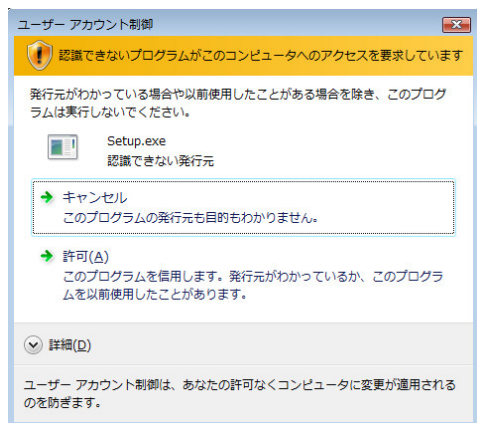 ユーザー アカウント制御
認識できないプログラムがこのコンピュータへのアクセスを要求しています
発行元がわかっている場合や以前使用したことがある場合を除き、このプログ
ラムは実行しないでください。
Setup.exe
認識できない発行元
キャンセル
このプログラムの発行元も目的もわかりません。
許可(A)
このプログラムを信用します。発行元がわかっているか、このプログラ
ムを以前使用したことがあります。
詳細(D)
ユーザー アカウント制御は、あなたの許可なくコンピュータに変更が適用される
のを防ぎます。